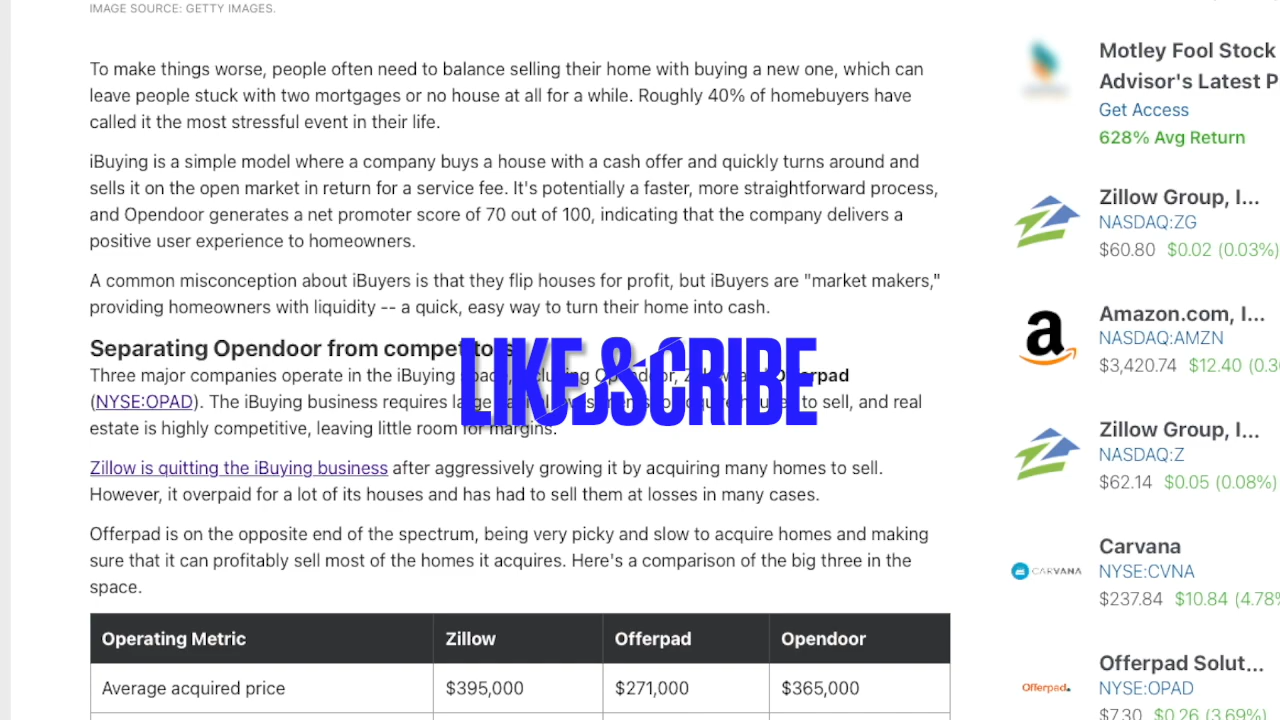 IMAGE SOURCE: GETTY IMAGES.
To make things worse, people often need to balance selling their home with buying a new one, which can
leave people stuck with two mortgages or no house at all for a while. Roughly 40% of homebuyers have
called it the most stressful event in their life.
iBuying is a simple model where a company buys a house with a cash offer and quickly turns around and
sells it on the open market in return for a service fee. It's potentially a faster, more straightforward process,
and Opendoor generates a net promoter score of 70 out of 100, indicating that the company delivers a
positive user experience to homeowners.
A common misconception about iBuyers is that they flip houses for profit, but iBuyers are "market makers,"
providing homeowners with liquidity -- a quick, easy way to turn their home into cash.
Separating Opendoor from competitors
Three major companies operate in the iBuying
(NYSE:OPAD). The iBuying business requires to sell, and real
estate is highly competitive, leaving little room for margins.
LIKE SCRIBE
Zillow is quitting the iBuying business after aggressively growing it by acquiring many homes to sell.
However, it overpaid for a lot of its houses and has had to sell them at losses in many cases.
Offerpad is on the opposite end of the spectrum, being very picky and slow to acquire homes and making
sure that it can profitably sell most of the homes it acquires. Here's a comparison of the big three in the
space.
Operating Metric Zillow Offerpad Opendoor
Average acquired price $395,000 $271,000 $365,000
Motley Fool Stock
Advisor's Latest P
Get Access
628% Avg Return
Zillow Group, I...
NASDAQ:ZG
$60.80 $0.02 (0.03%)
a
Amazon.com, I...
NASDAQ:AMZN
$3,420.74 $12.40 (0.3
Zillow Group, I...
NASDAQ:Z
$62.14 $0.05 (0.08%)
CARVANA
Carvana
NYSE:CVNA
$237.84 $10.84 (4.78%
Offerpad.
Offerpad Solut...
NYSE:OPAD
$7.30 $0.26 (3.69%)